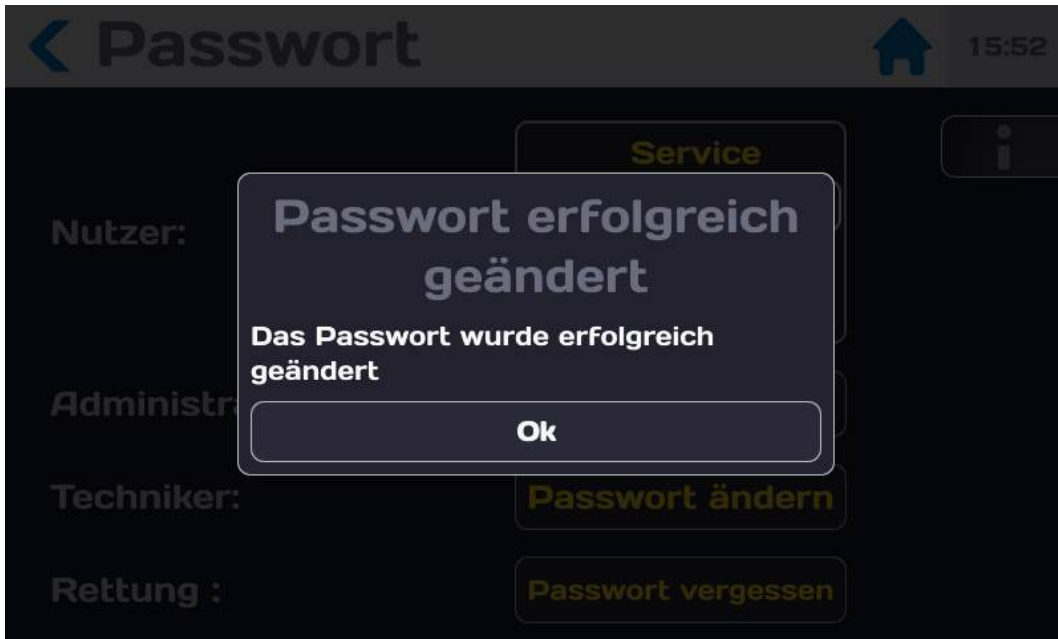 Passwort
15:52
Service
Nutzer:
Passwort erfolgreich
geändert
Das Passwort wurde erfolgreich
geändert
Ok
Techniker:
Passwort ändern
Rettung :
Passwort vergessen